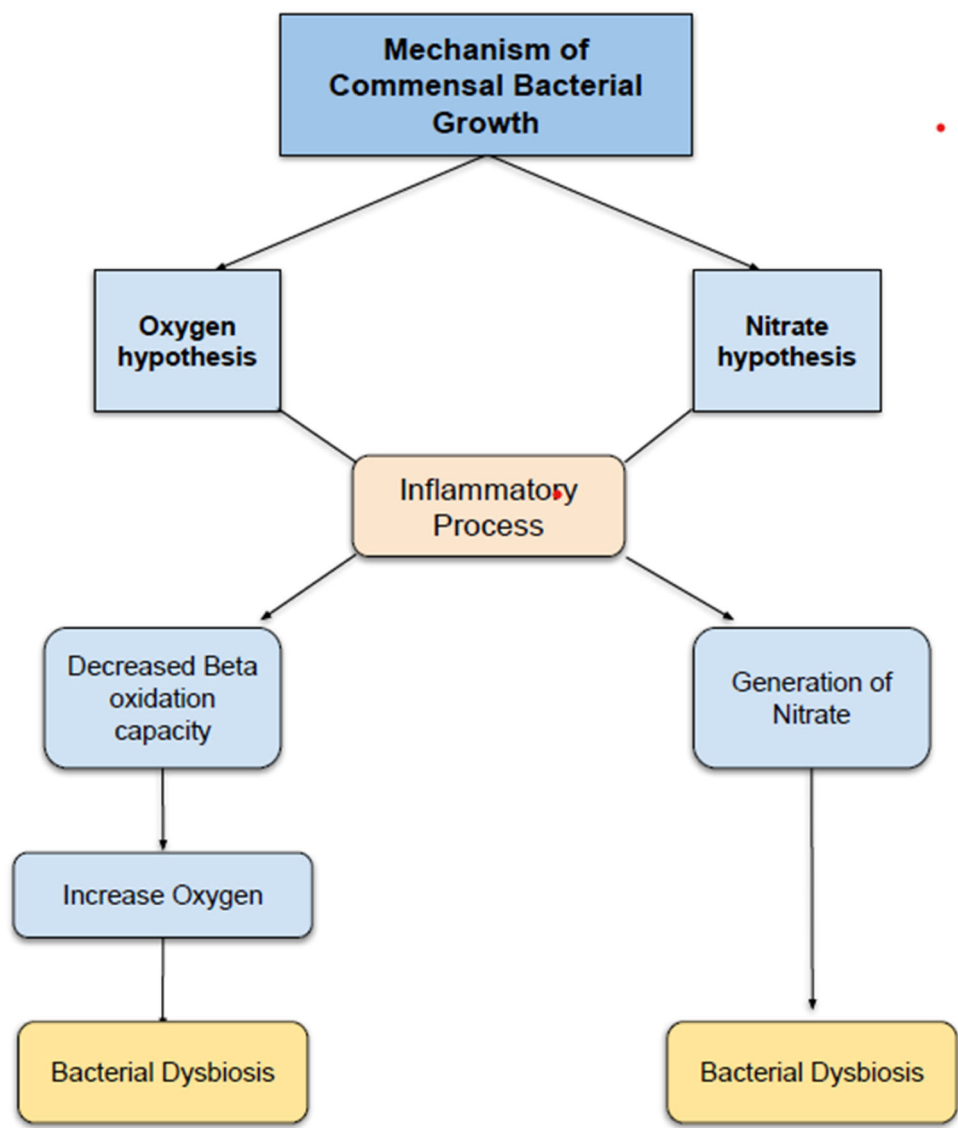 Mechanism of
Commensal Bacterial
Growth
Oxygen
hypothesis
Nitrate
hypothesis
Inflammatory
Process
Decreased Beta
oxidation
capacity
Generation of
Nitrate
Increase Oxygen
Bacterial Dysbiosis
Bacterial Dysbiosis